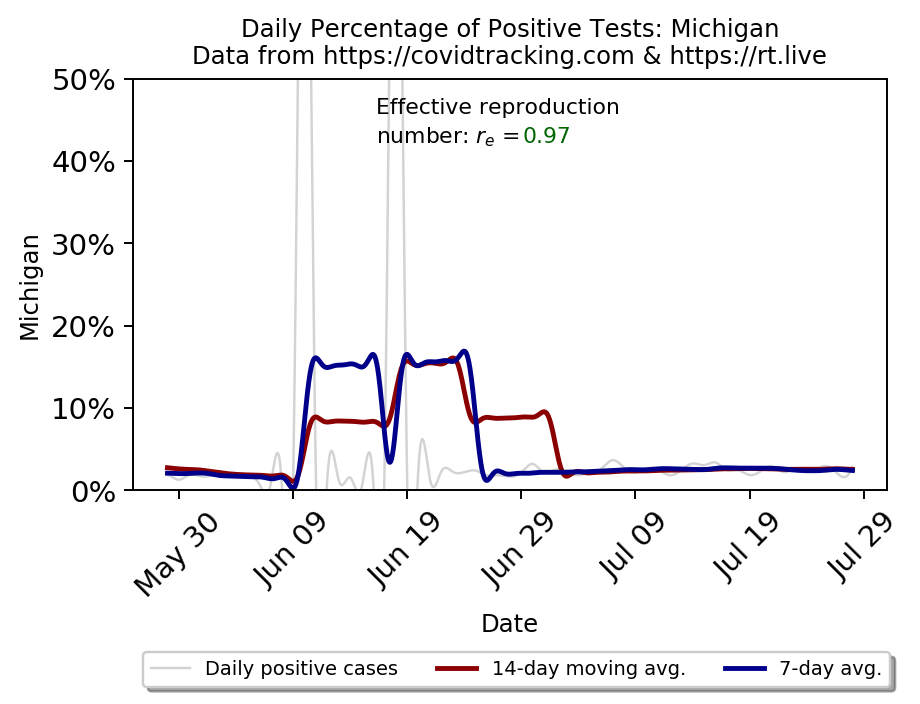 Daily Percentage of Positive Tests: Michigan
Data from https://covidtracking.com & https://rt.live
50%
40%
30%
20%
10%
0%
Michigan
Effective reproduction
number: rₑ = 0.97
May 30
Jun 09
Jun 19
Jun 29
Jul 09
Jul 19
Jul 29
Date
Daily positive cases
14-day moving avg.
7-day avg.